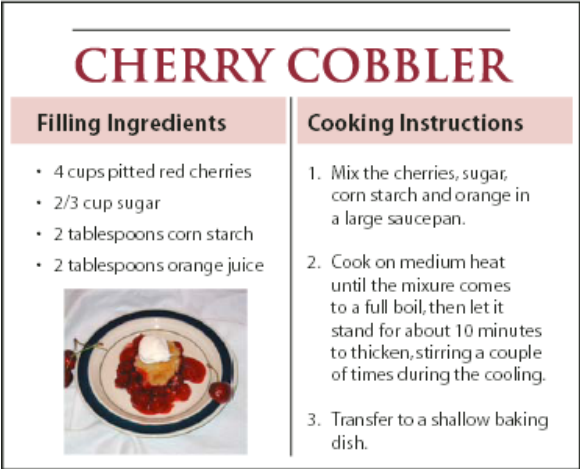 CHERRY COBBLER
Filling Ingredients
• 4 cups pitted red cherries
• 2/3 cup sugar
• 2 tablespoons corn starch
• 2 tablespoons orange juice
Cooking Instructions
1. Mix the cherries, sugar,
corn starch and orange in
a large saucepan.
2. Cook on medium heat
until the mixure comes
to a full boil, then let it
stand for about 10 minutes
to thicken, stirring a couple
of times during the cooling.
3. Transfer to a shallow baking
dish.